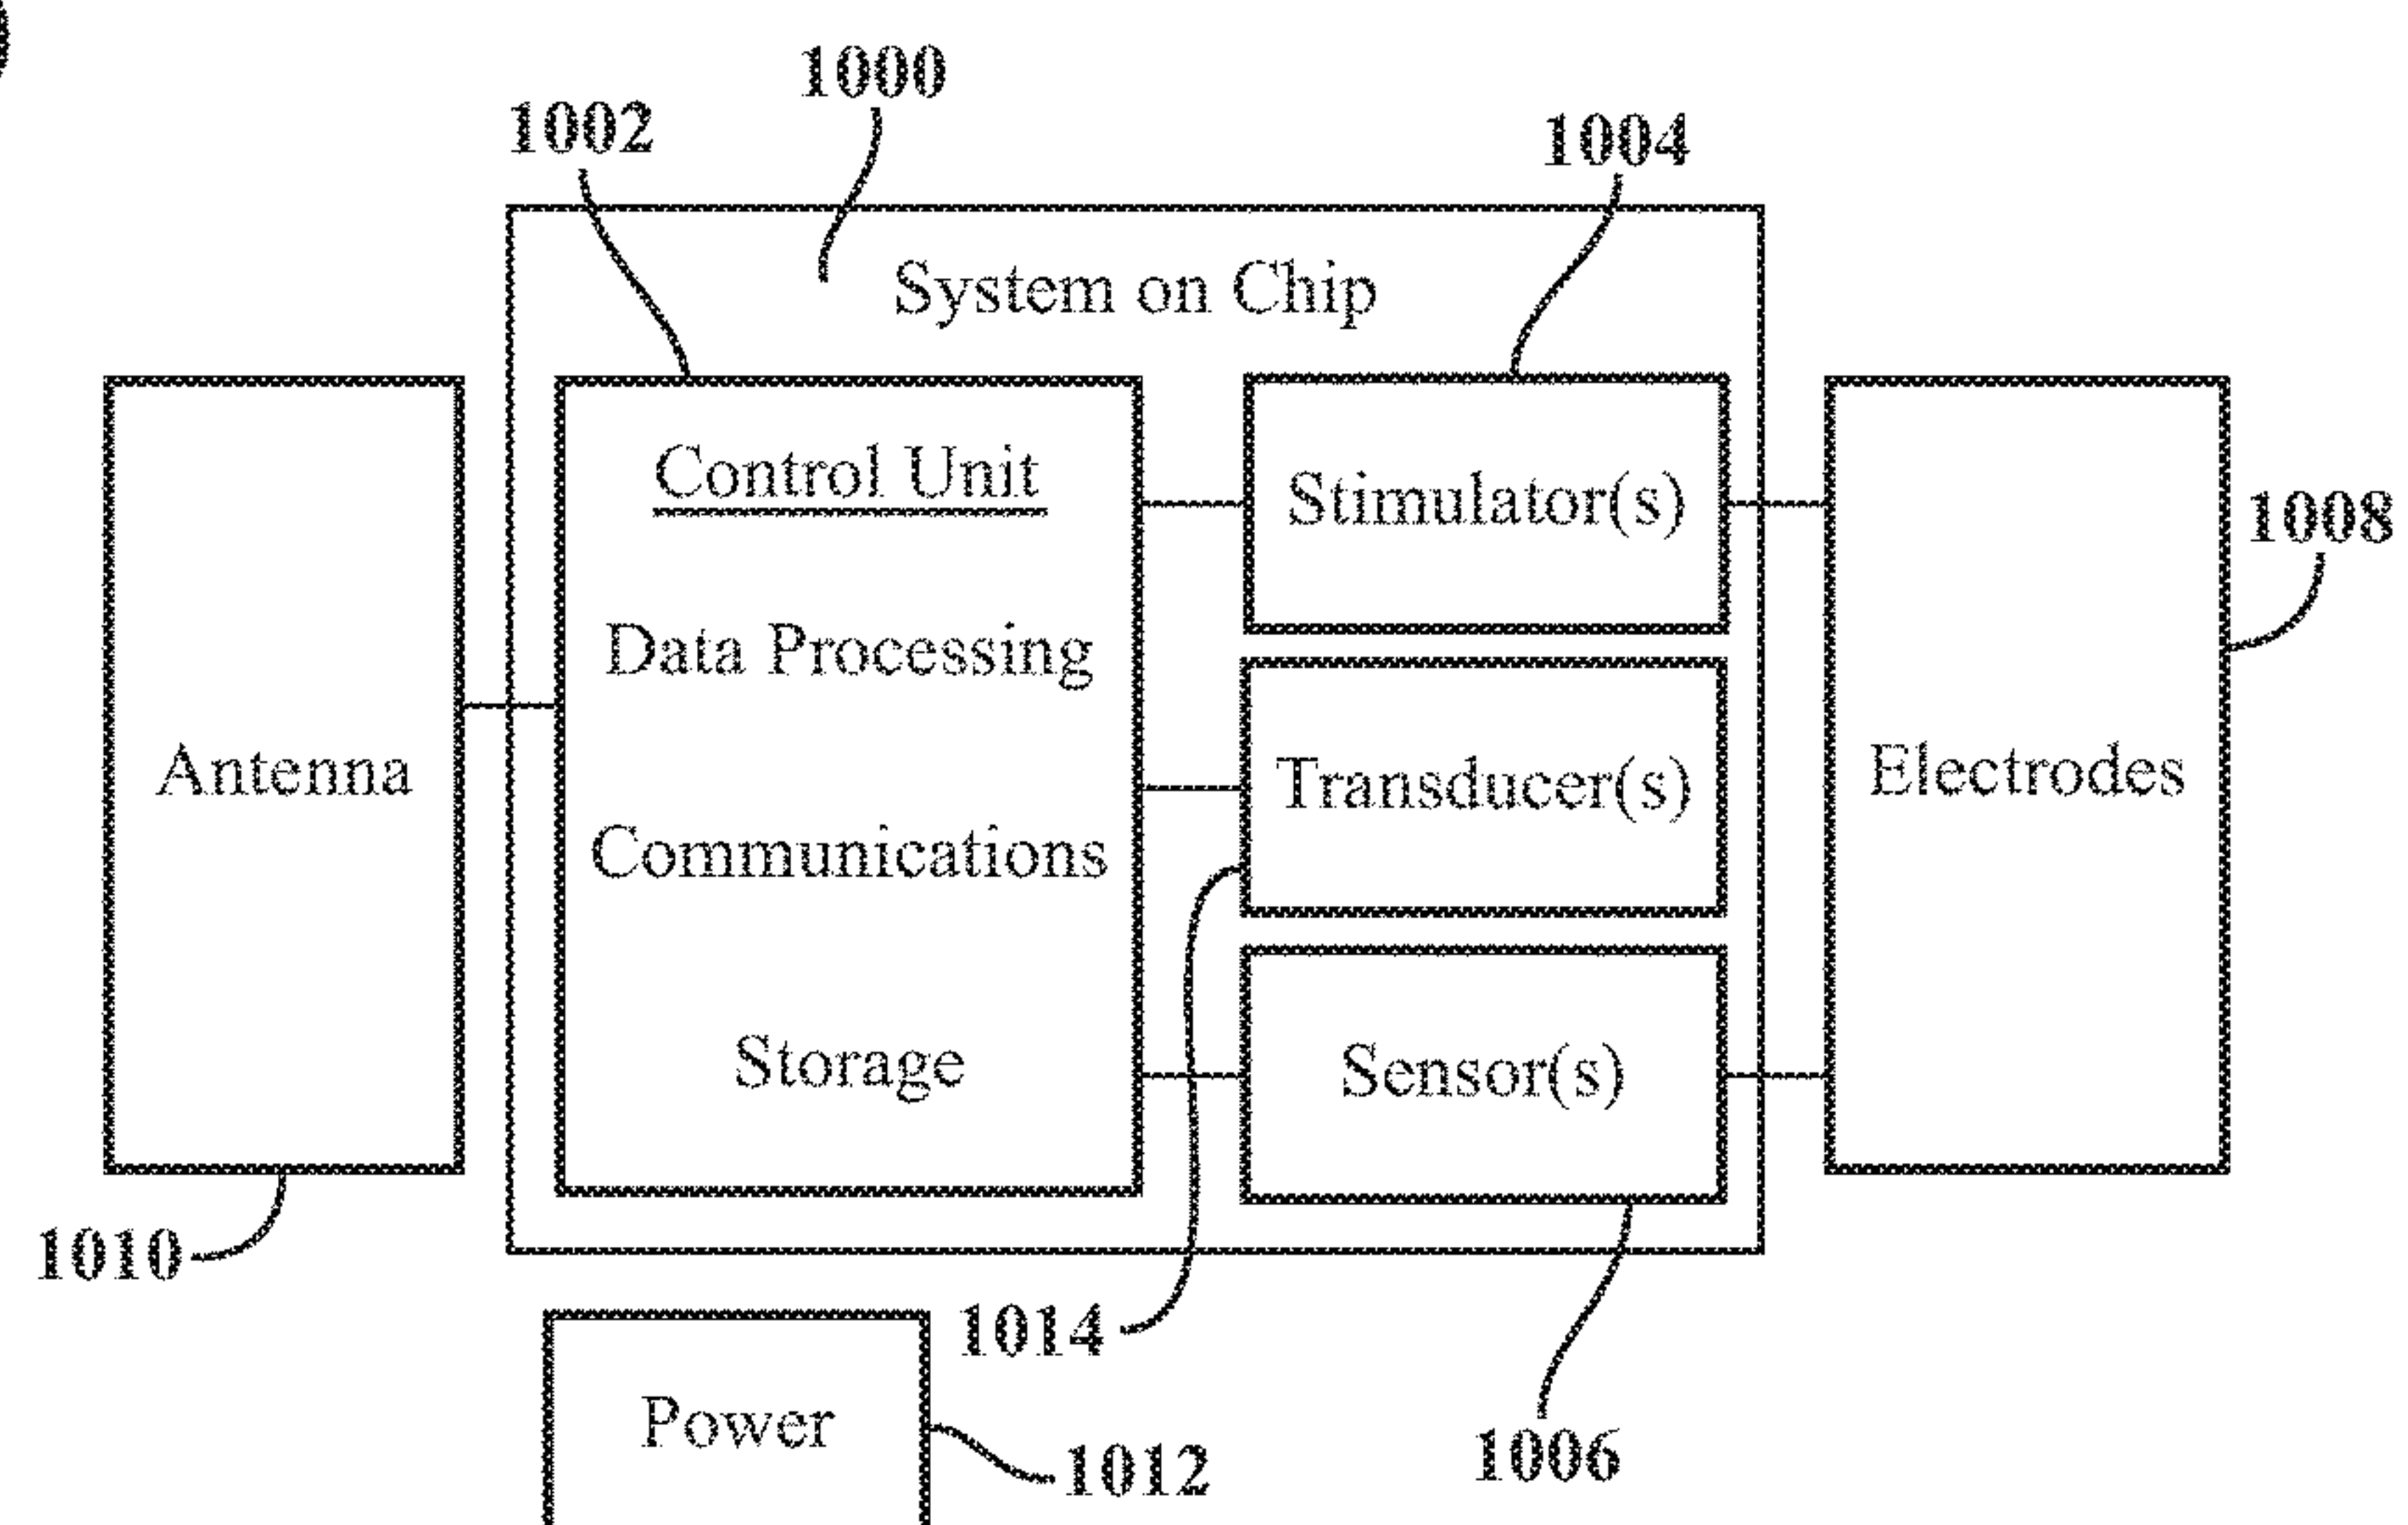 1000
1002
1004
System on Chip
Control Unit
Stimulator(s)
1008
Data Processing
Antenna
Transducer(s)
Electrodes
Communications
Storage
Sensor(s)
1010
1014
Power
1012
1006